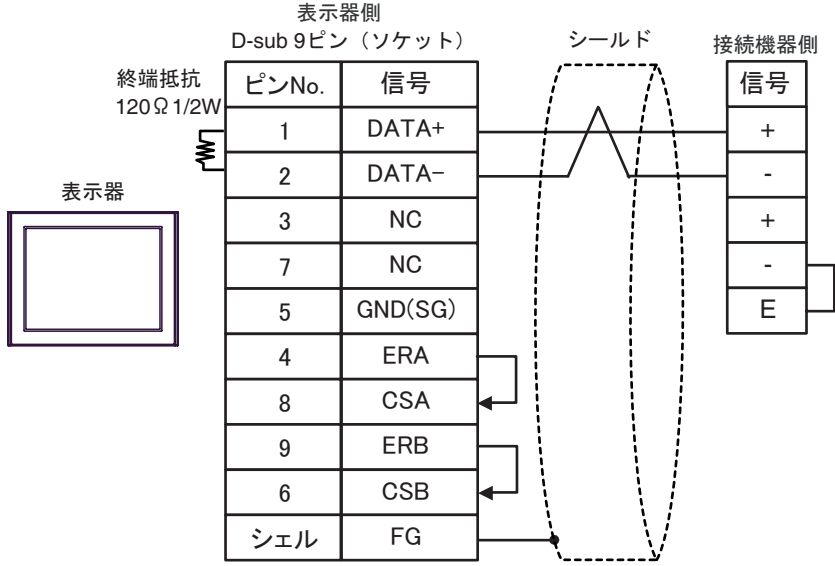 表示器側
D-sub 9ピン（ソケット）
シールド
接続機器側
終端抵抗
120Ω1/2W
表示器
ピンNo. 信号
1 DATA+
2 DATA-
3 NC
7 NC
5 GND(SG)
4 ERA
8 CSA
9 ERB
6 CSB
シェル FG
信号
+
-
+
-
E